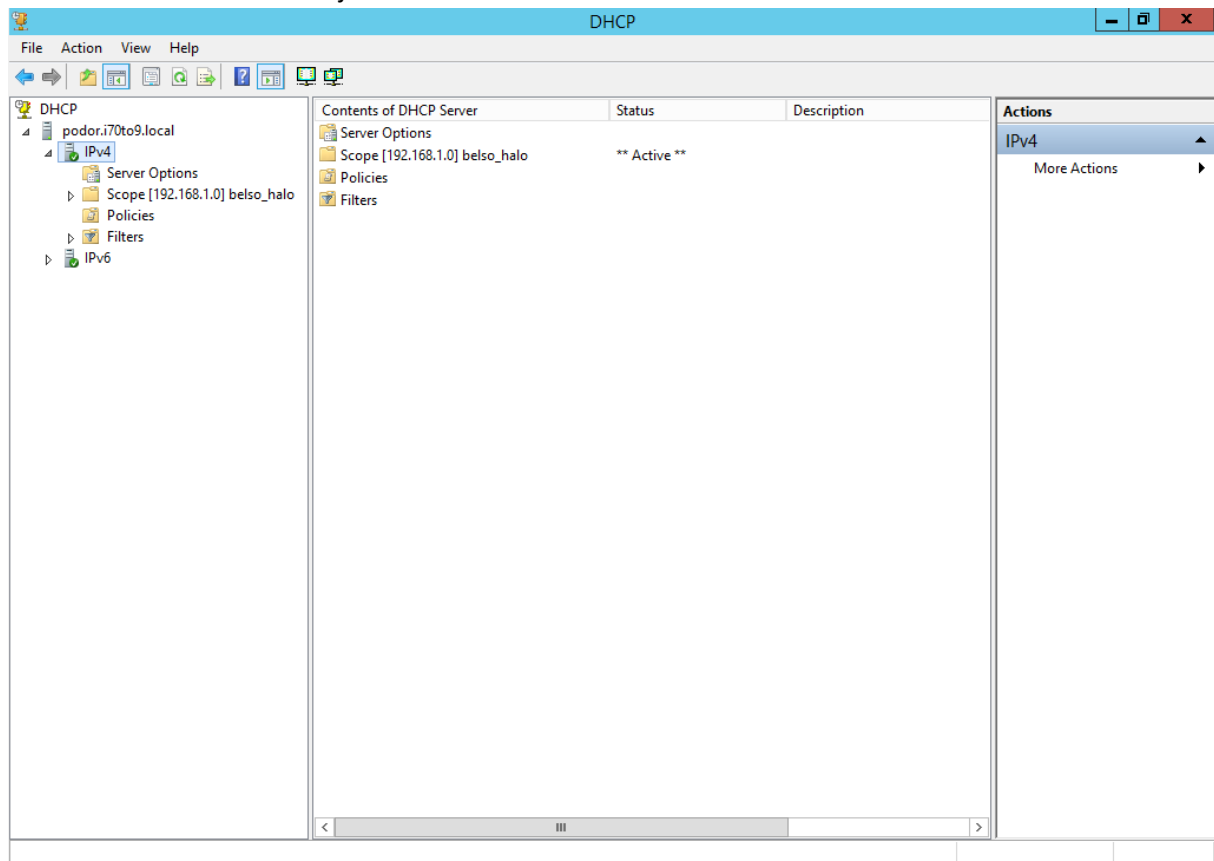 DHCP
File Action View Help
DHCP
podor.i70to9.local
IPv4
Server Options
Scope [192.168.1.0] belso_halo
Policies
Filters
IPv6
Contents of DHCP Server Status Description
Server Options
Scope [192.168.1.0] belso_halo ** Active **
Policies
Filters
Actions
IPv4
More Actions